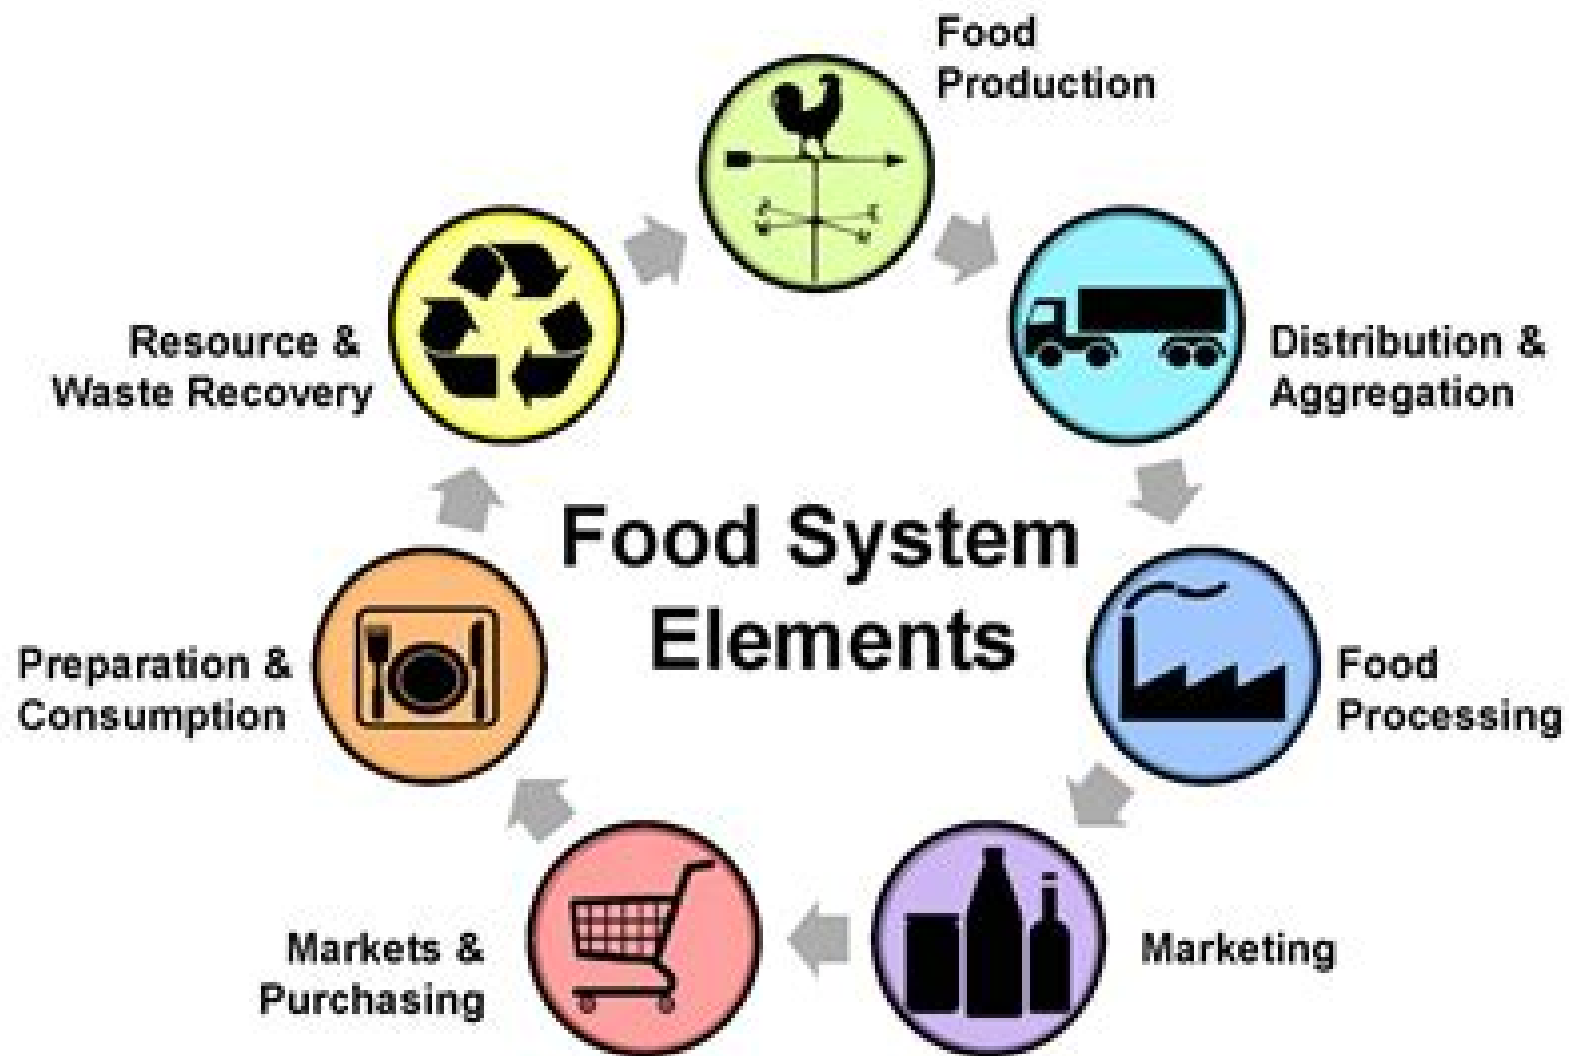 Food
Production
Distribution &
Aggregation
Food
Processing
Marketing
Markets &
Purchasing
Preparation &
Consumption
Resource &
Waste Recovery
Food System
Elements